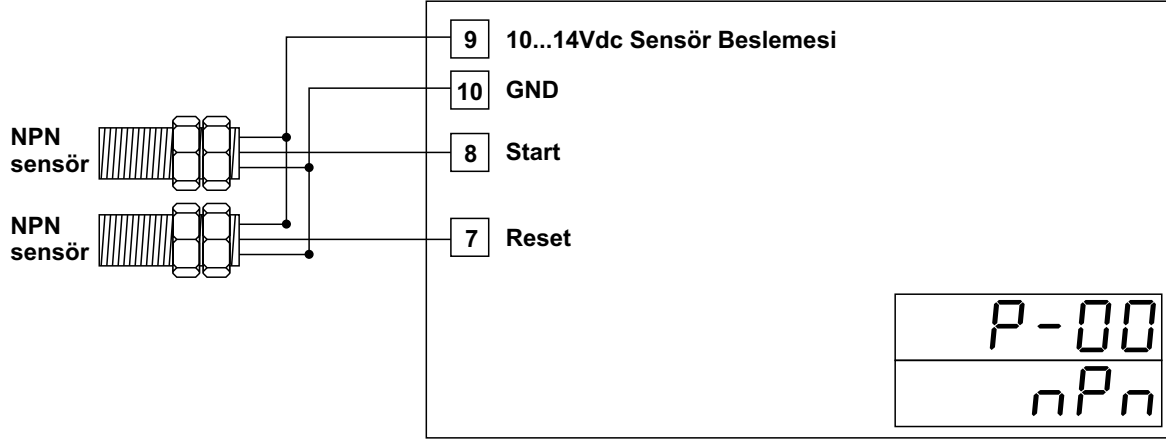 9 10...14Vdc Sensör Beslemesi
10 GND
NPN
sensör
8 Start
NPN
sensör
7 Reset
P-00
nPn